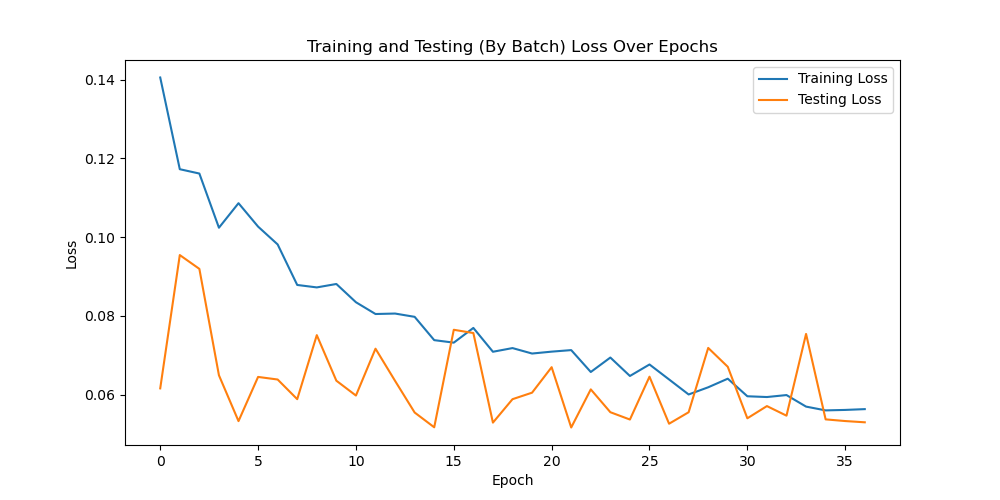 Training and Testing (By Batch) Loss Over Epochs
Training Loss
Testing Loss
0.14
0.12
0.10
0.08
0.06
Loss
0 5 10 15 20 25 30 35
Epoch